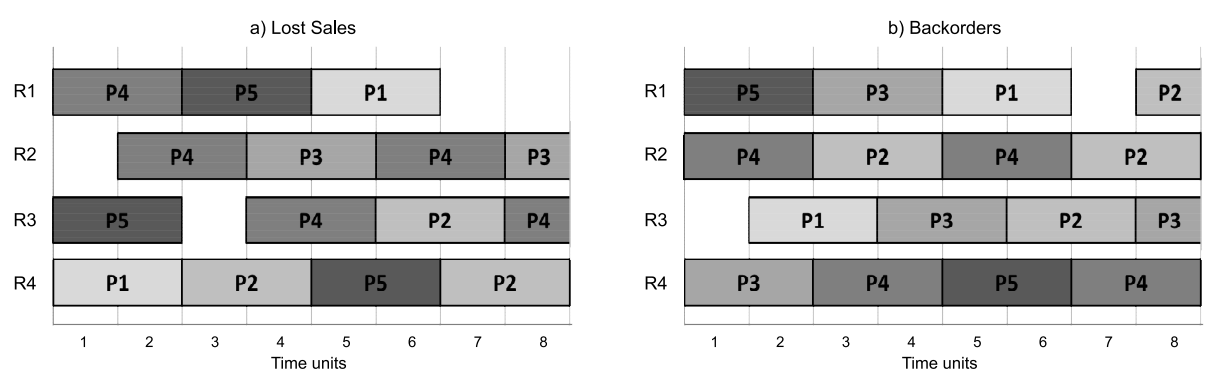 a) Lost Sales
R1 P4 P5 P1
R2 P4 P3 P4 P3
R3 P5 P4 P2 P4
R4 P1 P2 P5 P2
1 2 3 4 5 6 7 8
Time units
b) Backorders
P5 P3 P1 P2
R1
P4 P2 P4 P2
R2
P1 P3 P2 P3
R3
P3 P4 P5 P4
R4
1 2 3 4 5 6 7 8
Time units